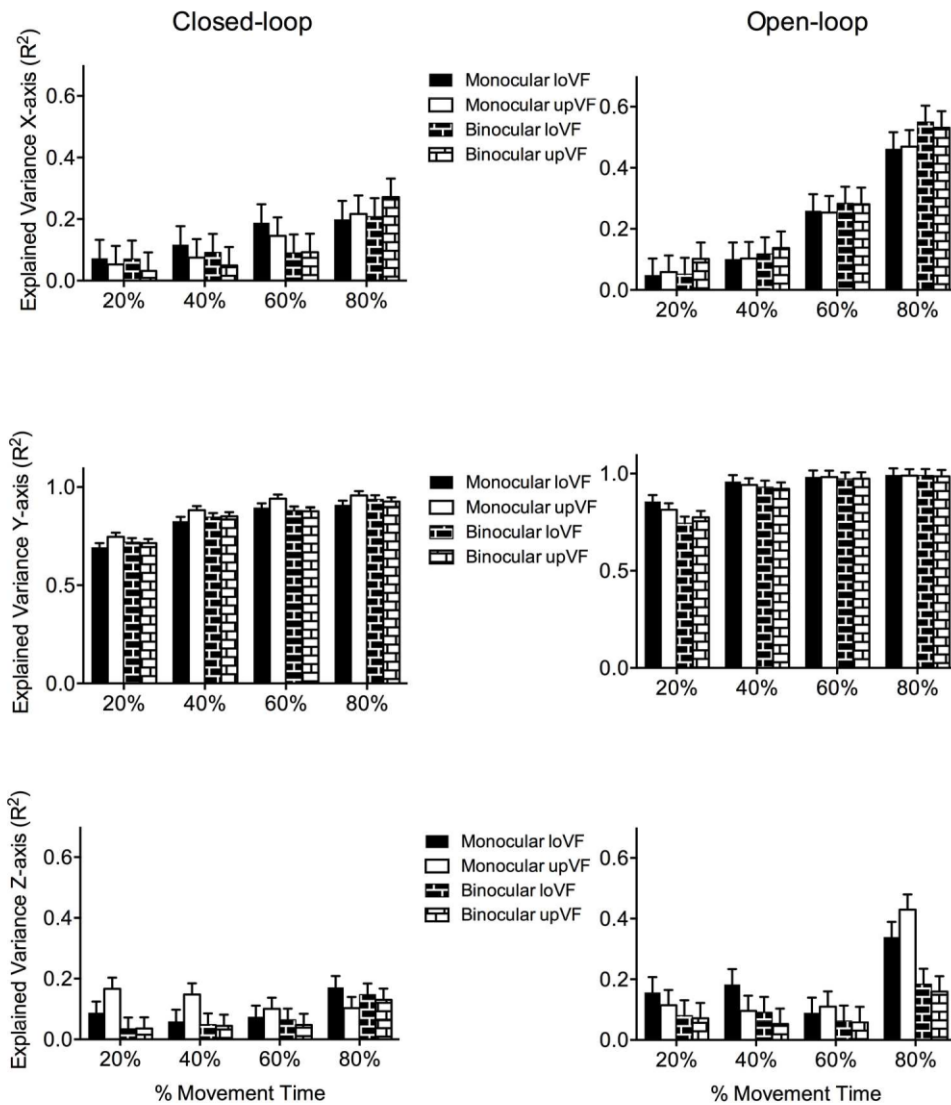 Closed-loop
Open-loop
Explained Variance X-axis (R²)
0.6
0.4
0.2
0.0
20% 40% 60% 80%
Monocular loVF
Monocular upVF
Binocular loVF
Binocular upVF
0.6
0.4
0.2
0.0
20% 40% 60% 80%
Explained Variance Y-axis (R²)
1.0
0.5
0.0
20% 40% 60% 80%
Monocular loVF
Monocular upVF
Binocular loVF
Binocular upVF
1.0
0.5
0.0
20% 40% 60% 80%
Explained Variance Z-axis (R²)
0.6
0.4
0.2
0.0
20% 40% 60% 80%
% Movement Time
Monocular loVF
Monocular upVF
Binocular loVF
Binocular upVF
0.6
0.4
0.2
0.0
20% 40% 60% 80%
% Movement Time